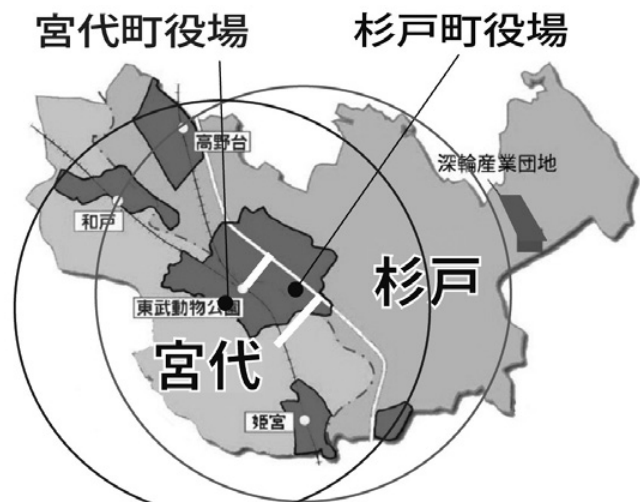 宮代町役場
杉戸町役場
高野台
深輪産業団地
和戸
杉戸
東武動物公園
宮代
姫宮